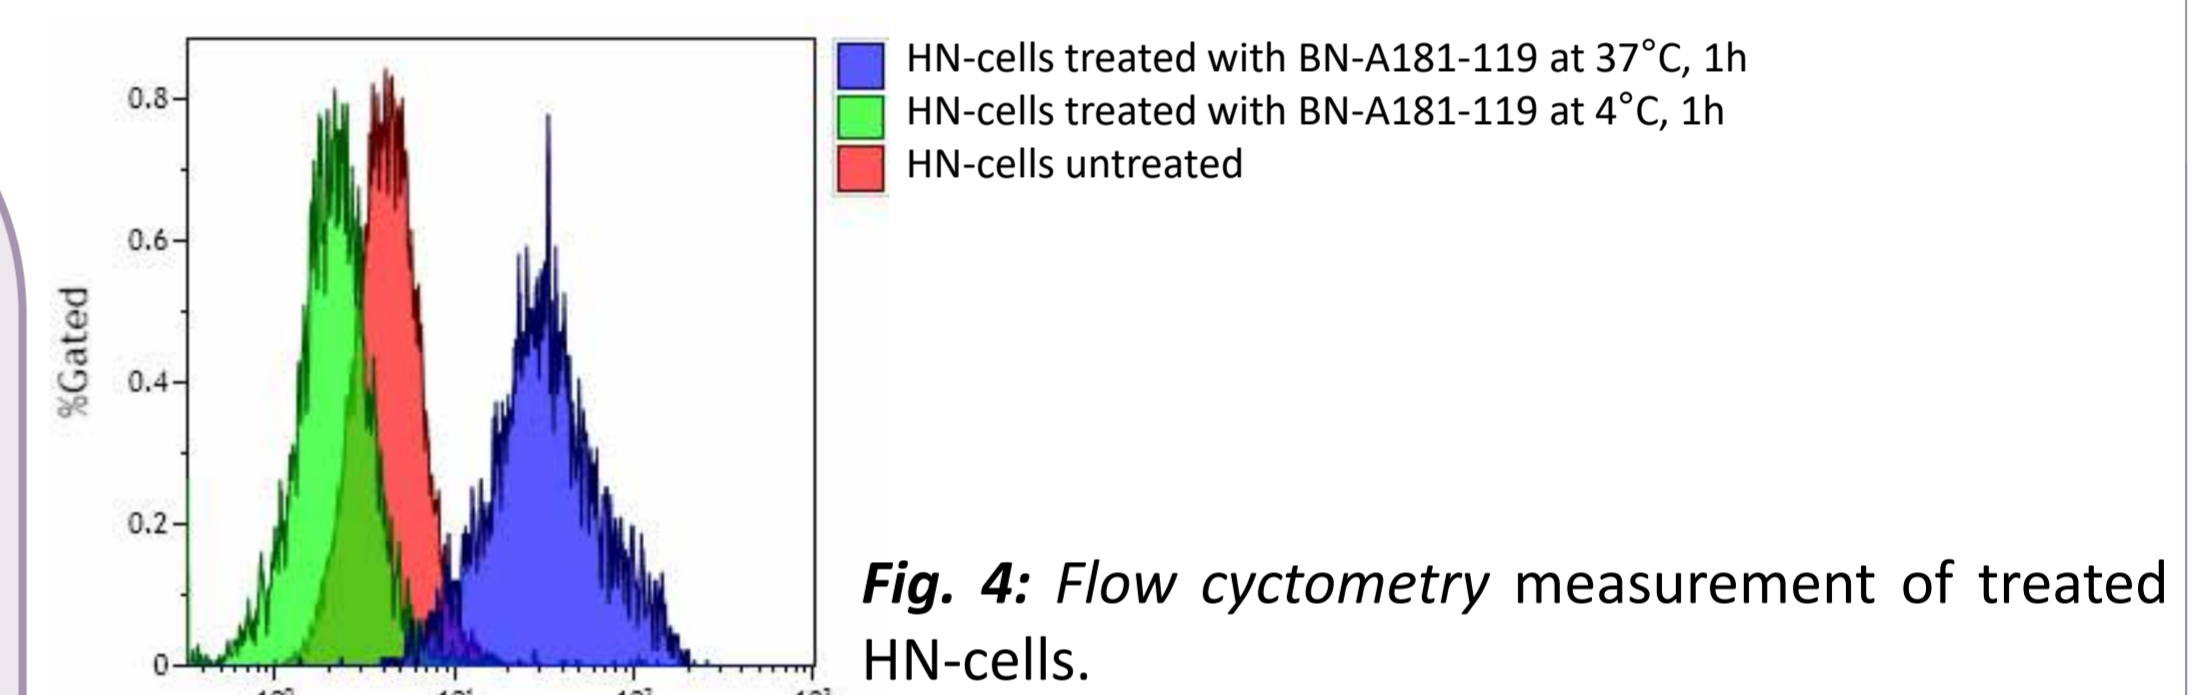 HN-cells treated with BN-A181-119 at 37°C, 1h
HN-cells treated with BN-A181-119 at 4°C, 1h
HN-cells untreated
%Gated
0.8
0.6
0.4
0.2
0
Fig. 4: Flow cyctometry measurement of treated
HN-cells.